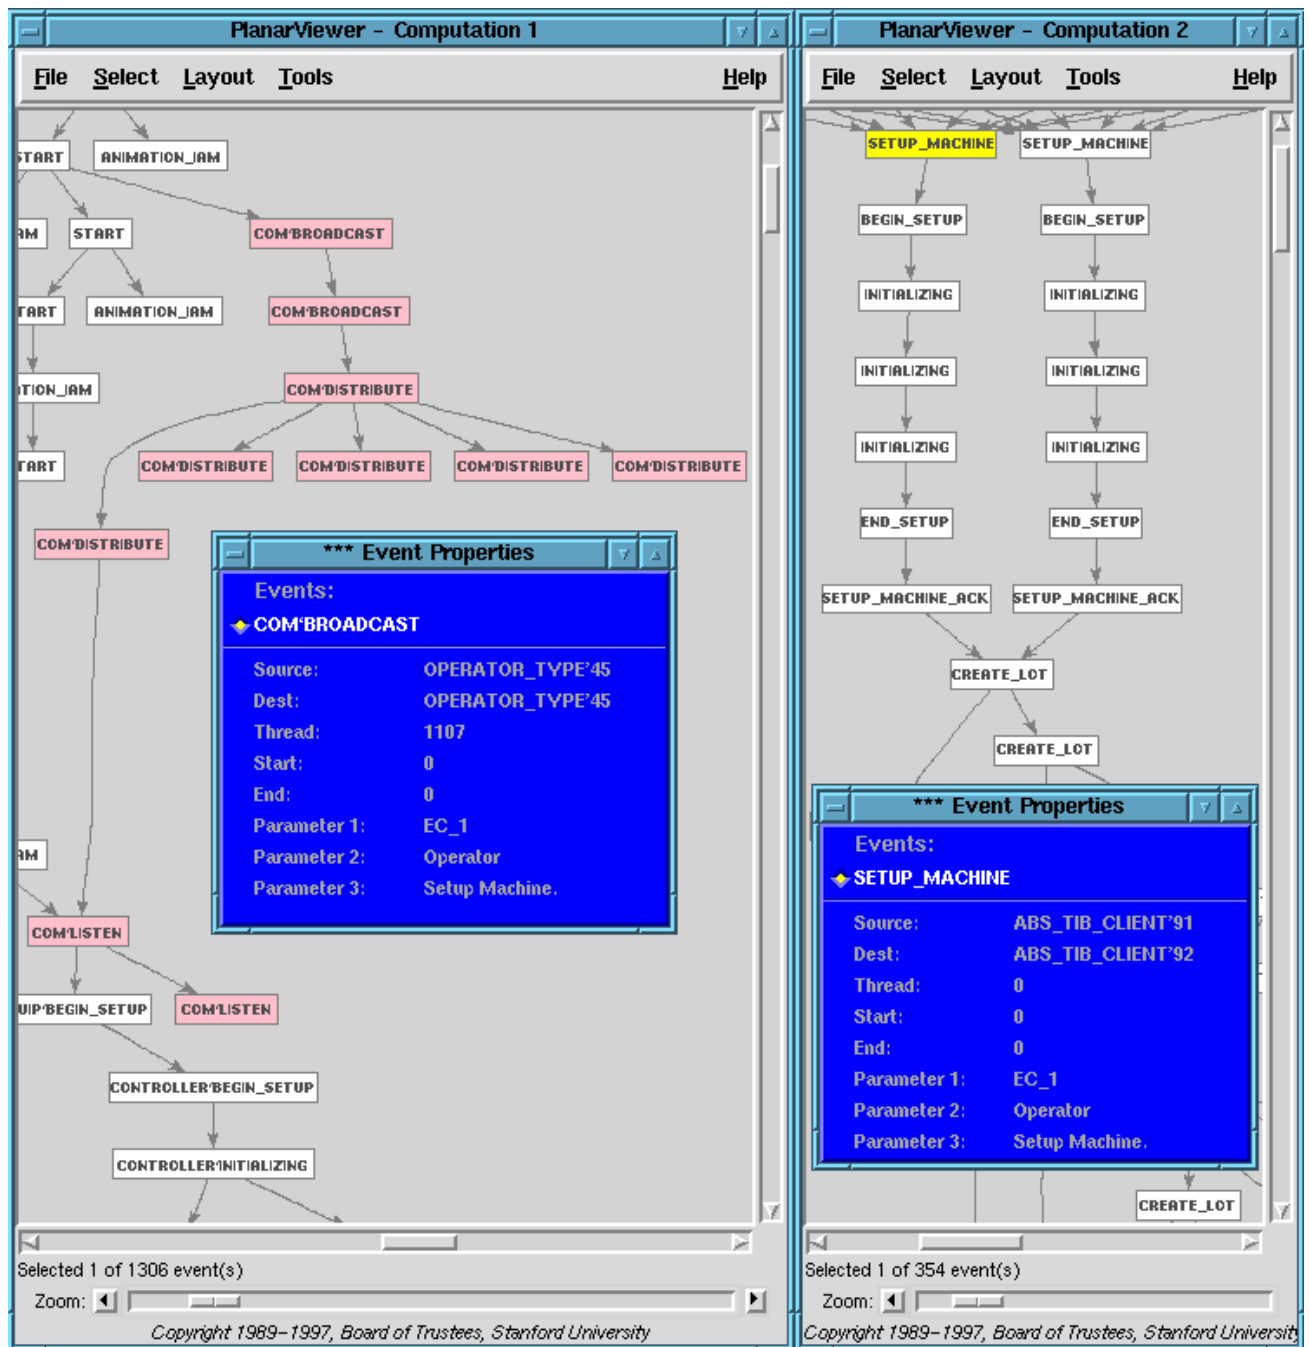 PlanarViewer - Computation 1
File Select Layout Tools Help
START ANIMATION_JAM
COM'BROADCAST
AM START
TART ANIMATION_JAM COM'BROADCAST
TION_JAM COM'DISTRIBUTE
TART COM'DISTRIBUTE COM'DISTRIBUTE COM'DISTRIBUTE COM'DISTRIBUTE
COM'DISTRIBUTE
*** Event Properties
Events:
COM'BROADCAST
Source: OPERATOR_TYPE'45
Dest: OPERATOR_TYPE'45
Thread: 1107
Start: 0
End: 0
Parameter 1: EC_1
Parameter 2: Operator
Parameter 3: Setup Machine.
AM
COM'LISTEN
UIP'BEGIN_SETUP COM'LISTEN
CONTROLLER'BEGIN_SETUP
CONTROLLER'INITIALIZING
Selected 1 of 1306 event(s)
Zoom:
Copyright 1989-1997, Board of Trustees, Stanford University
PlanarViewer - Computation 2
File Select Layout Tools Help
SETUP_MACHINE SETUP_MACHINE
BEGIN_SETUP BEGIN_SETUP
INITIALIZING INITIALIZING
INITIALIZING INITIALIZING
INITIALIZING INITIALIZING
END_SETUP END_SETUP
SETUP_MACHINE_ACK SETUP_MACHINE_ACK
CREATE_LOT
CREATE_LOT
*** Event Properties
Events:
SETUP_MACHINE
Source: ABS_TIB_CLIENT'91
Dest: ABS_TIB_CLIENT'92
Thread: 0
Start: 0
End: 0
Parameter 1: EC_1
Parameter 2: Operator
Parameter 3: Setup Machine.
CREATE_LOT
Selected 1 of 354 event(s)
Zoom:
Copyright 1989-1997, Board of Trustees, Stanford University